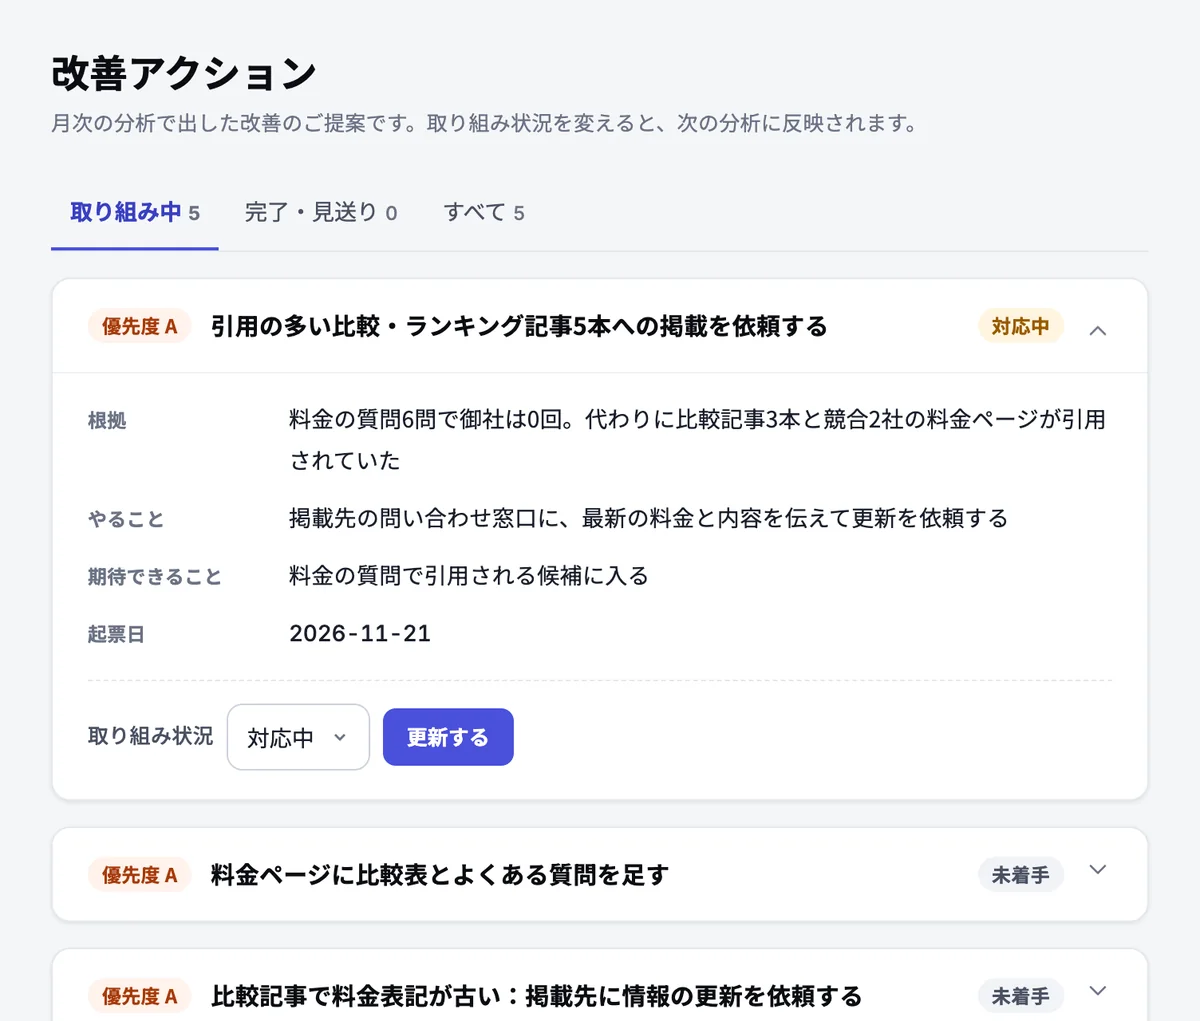 改善アクション
月次の分析で出した改善のご提案です。取り組み状況を変えると、次の分析に反映されます。
取り組み中 5 完了・見送り 0 すべて 5
優先度 A 引用の多い比較・ランキング記事5本への掲載を依頼する 対応中
根拠 料金の質問6問で御社は0回。代わりに比較記事3本と競合2社の料金ページが引用
されていた
やること 掲載先の問い合わせ窓口に、最新の料金と内容を伝えて更新を依頼する
期待できること 料金の質問で引用される候補に入る
起票日 2026-11-21
取り組み状況 対応中 更新する
優先度 A 料金ページに比較表とよくある質問を足す 未着手
優先度 A 比較記事で料金表記が古い：掲載先に情報の更新を依頼する 未着手